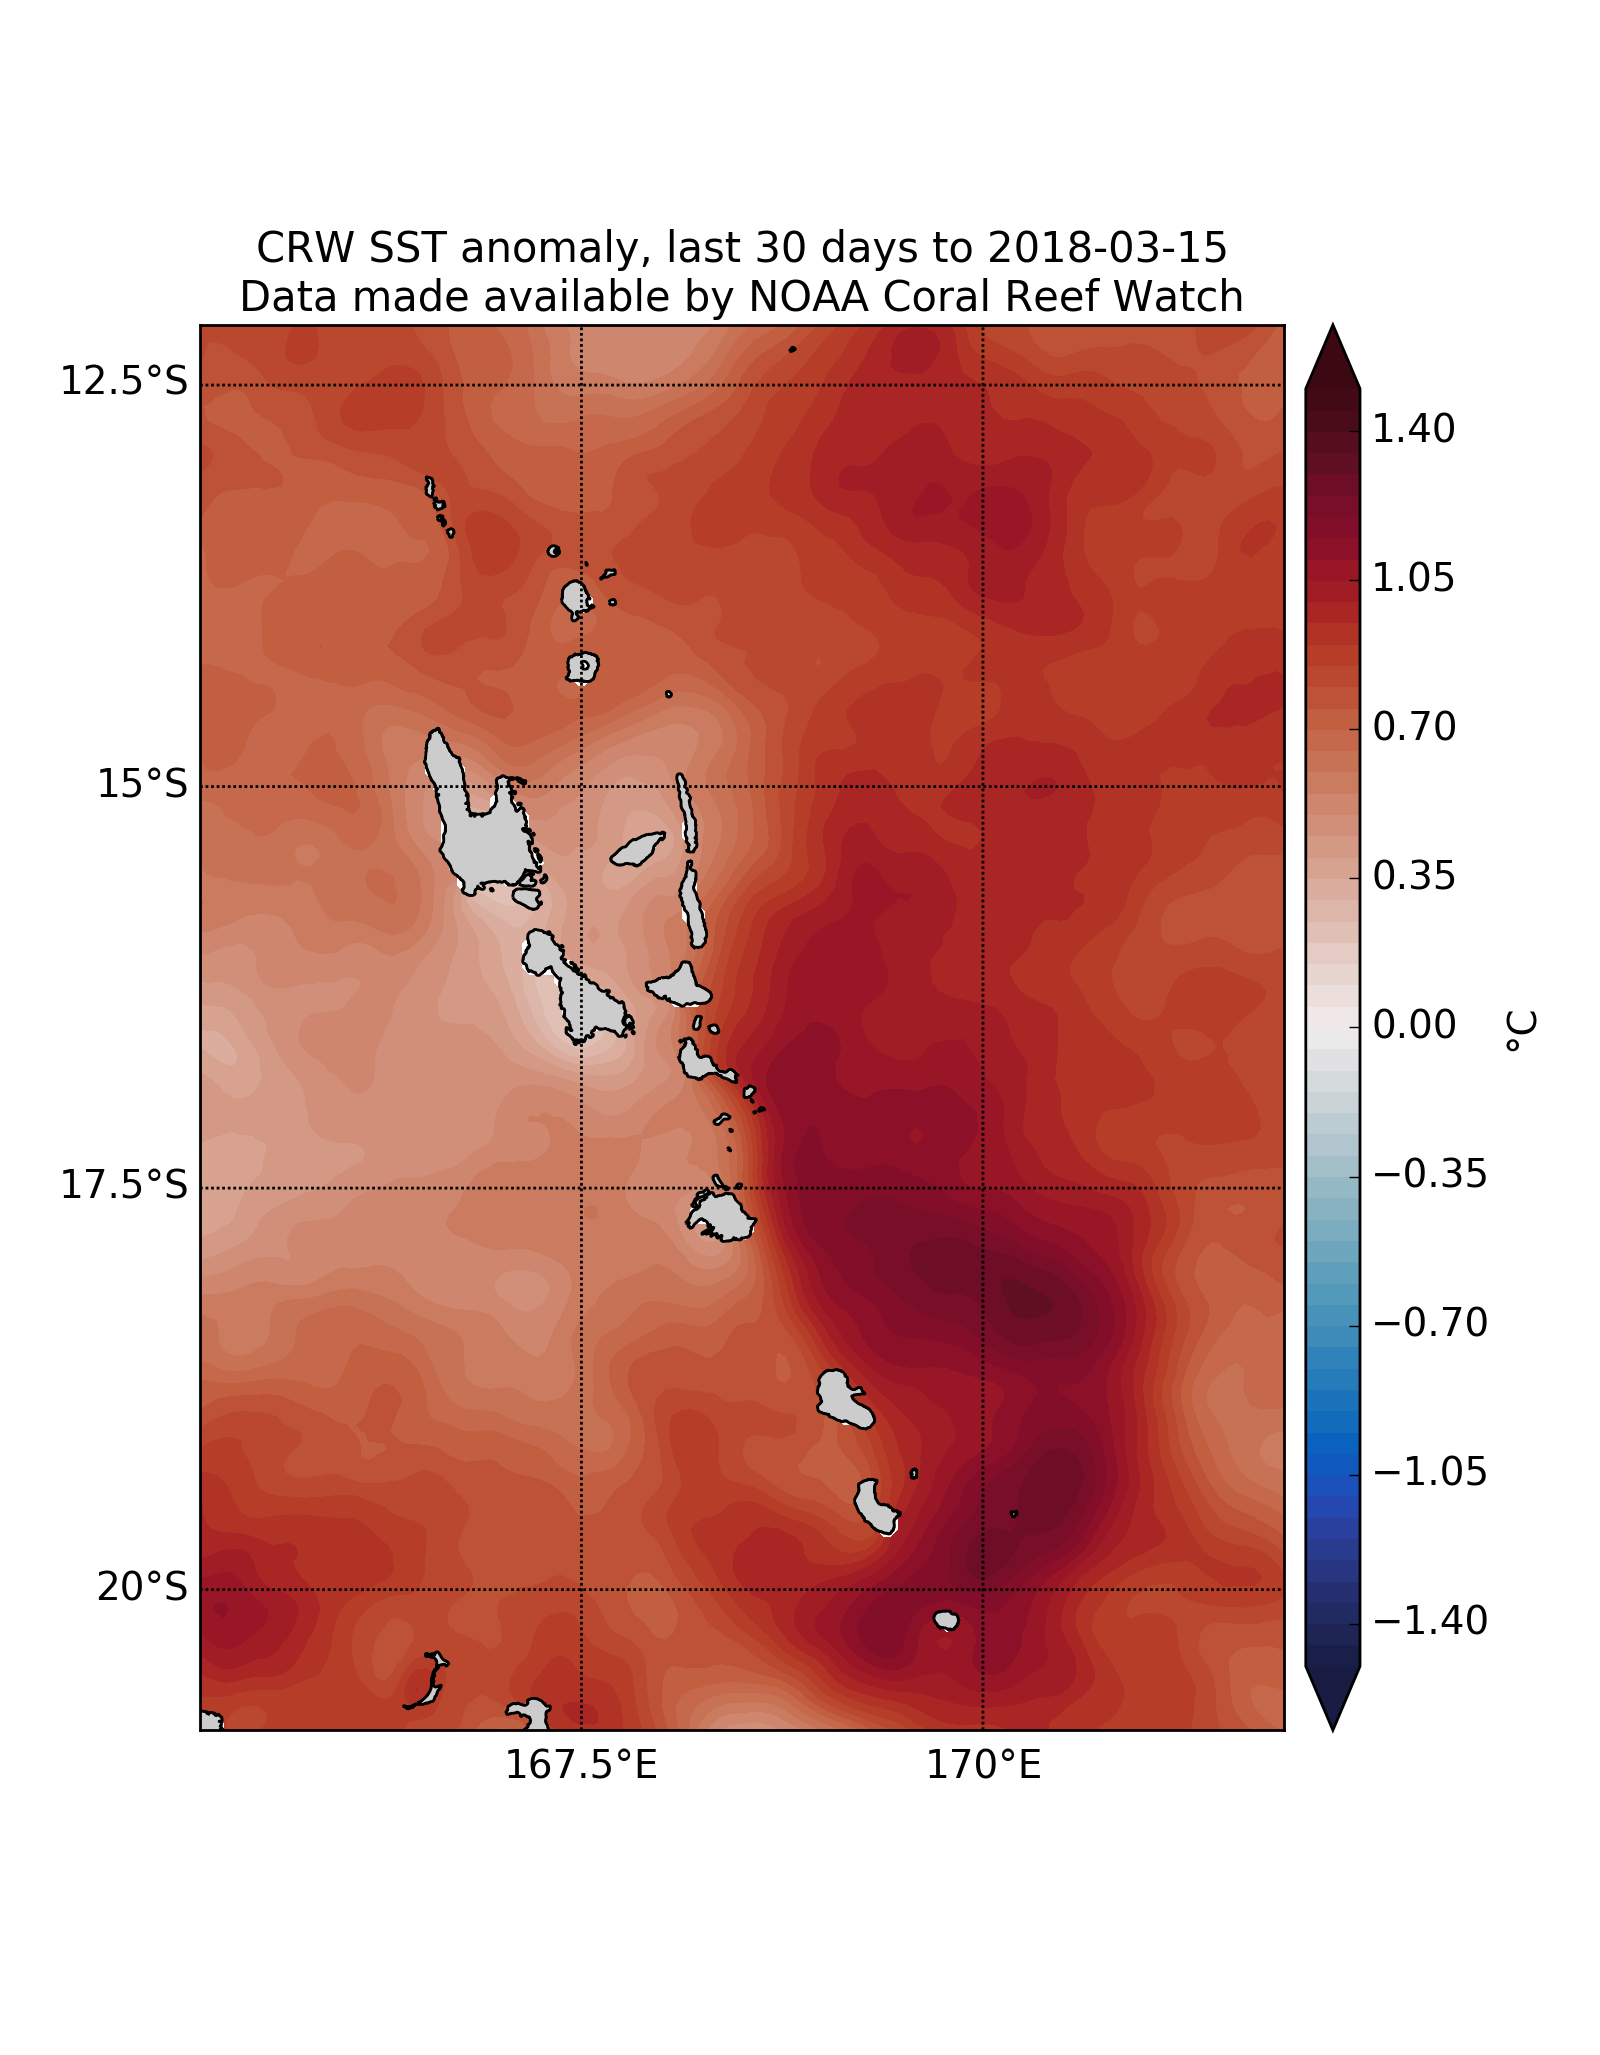 CRW SST anomaly, last 30 days to 2018-03-15
Data made available by NOAA Coral Reef Watch
12.5°S
15°S
17.5°S
20°S
167.5°E
170°E
1.40
1.05
0.70
0.35
0.00
−0.35
−0.70
−1.05
−1.40
°C